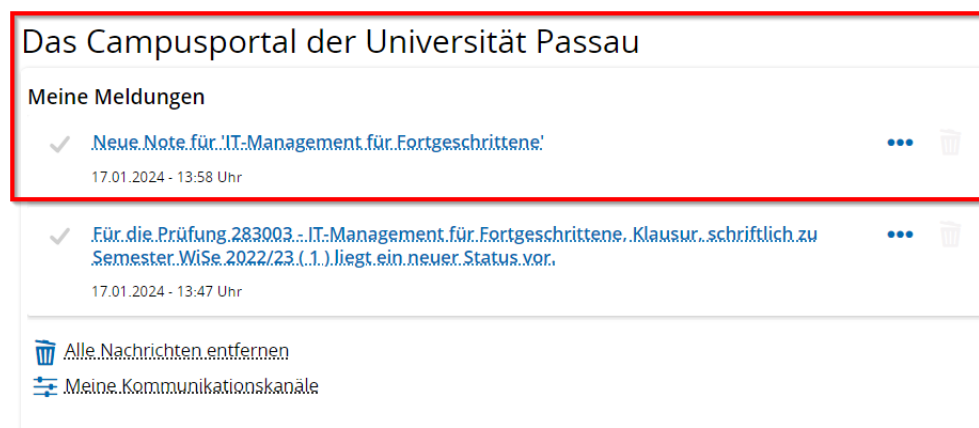 Das Campusportal der Universität Passau
Meine Meldungen
Neue Note für 'IT-Management für Fortgeschrittene'
17.01.2024 - 13:58 Uhr
Für die Prüfung 283003 - IT-Management für Fortgeschrittene, Klausur, schriftlich zu
Semester WiSe 2022/23 ( 1 ) liegt ein neuer Status vor.
17.01.2024 - 13:47 Uhr
Alle Nachrichten entfernen
Meine Kommunikationskanäle